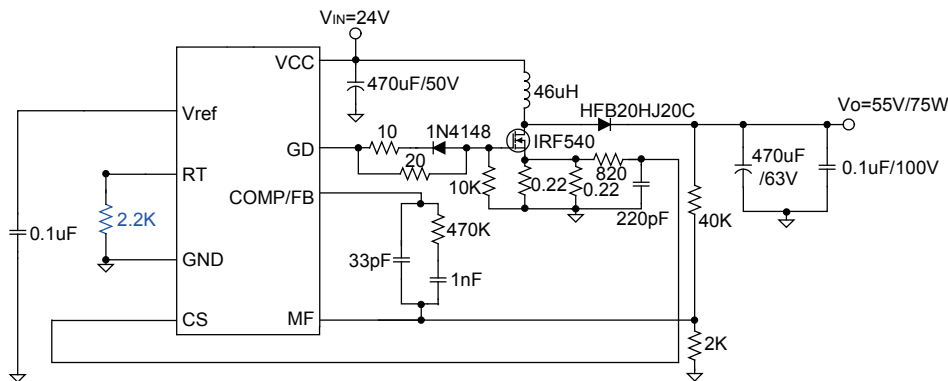 VIN=24V
VCC
470uF/50V
46uH
HFB20HJ20C
Vo=55V/75W
Vref
10
1N4148
IRF540
GD
20
470uF
/63V
0.1uF/100V
RT
10K
0.22
0.22
820
COMP/FB
220pF
40K
2.2K
0.1uF
470K
GND
33pF
1nF
CS
MF
2K